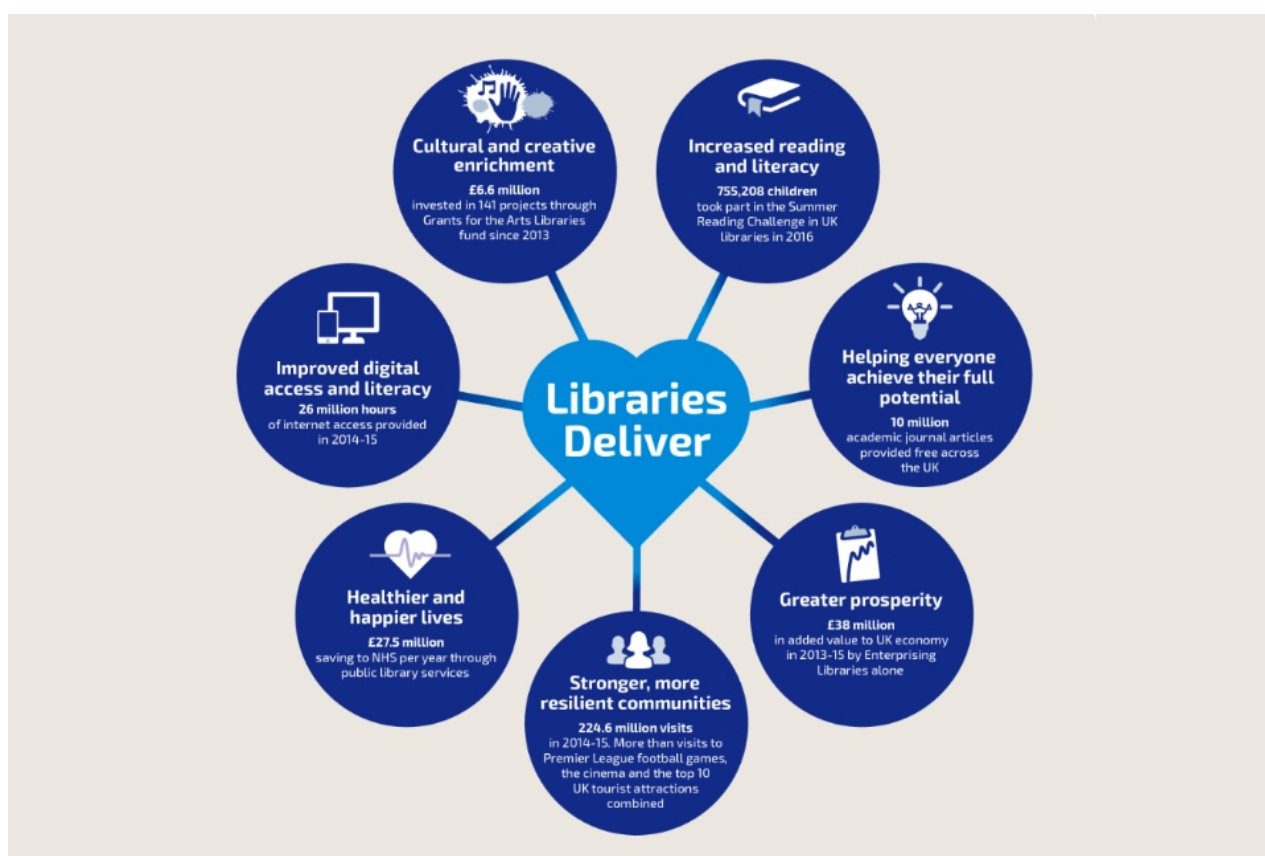 Cultural and creative
enrichment
£6.6 million
invested in 141 projects through
Grants for the Arts Libraries
fund since 2013
Increased reading
and literacy
755,208 children
took part in the Summer
Reading Challenge in UK
libraries in 2016
Improved digital
access and literacy
26 million hours
of internet access provided
in 2014-15
Libraries
Deliver
Helping everyone
achieve their full
potential
10 million
academic journal articles
provided free across
the UK
Healthier and
happier lives
£27.5 million
saving to NHS per year through
public library services
Stronger, more
resilient communities
224.6 million visits
in 2014-15. More than visits to
Premier League football games,
the cinema and the top 10
UK tourist attractions
combined
Greater prosperity
£38 million
in added value to UK economy
in 2013-15 by Enterprising
Libraries alone